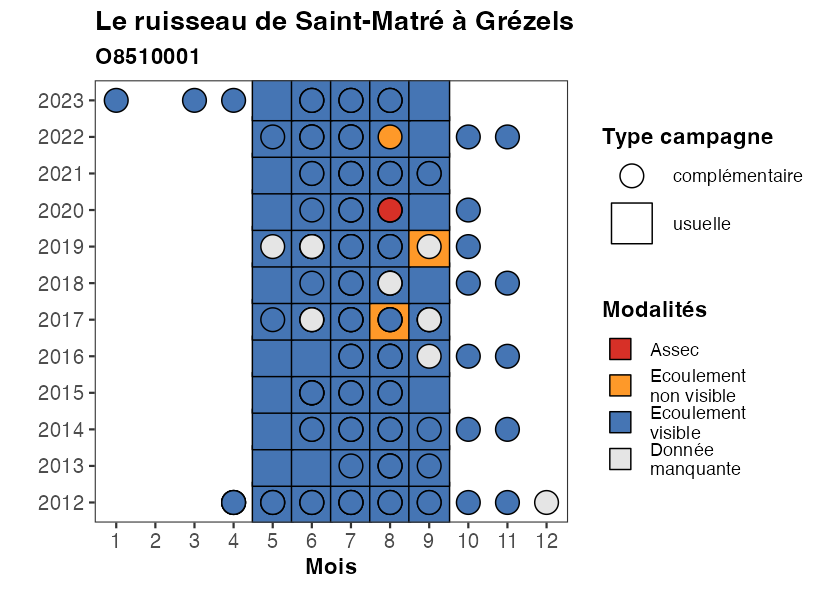 Le ruisseau de Saint-Matré à Grézels
O8510001
2023
2022
2021
2020
2019
2018
2017
2016
2015
2014
2013
2012
1 2 3 4 5 6 7 8 9 10 11 12
Mois
Type campagne
complémentaire
usuelle
Modalités
Assec
Ecoulement
non visible
Ecoulement
visible
Donnée
manquante